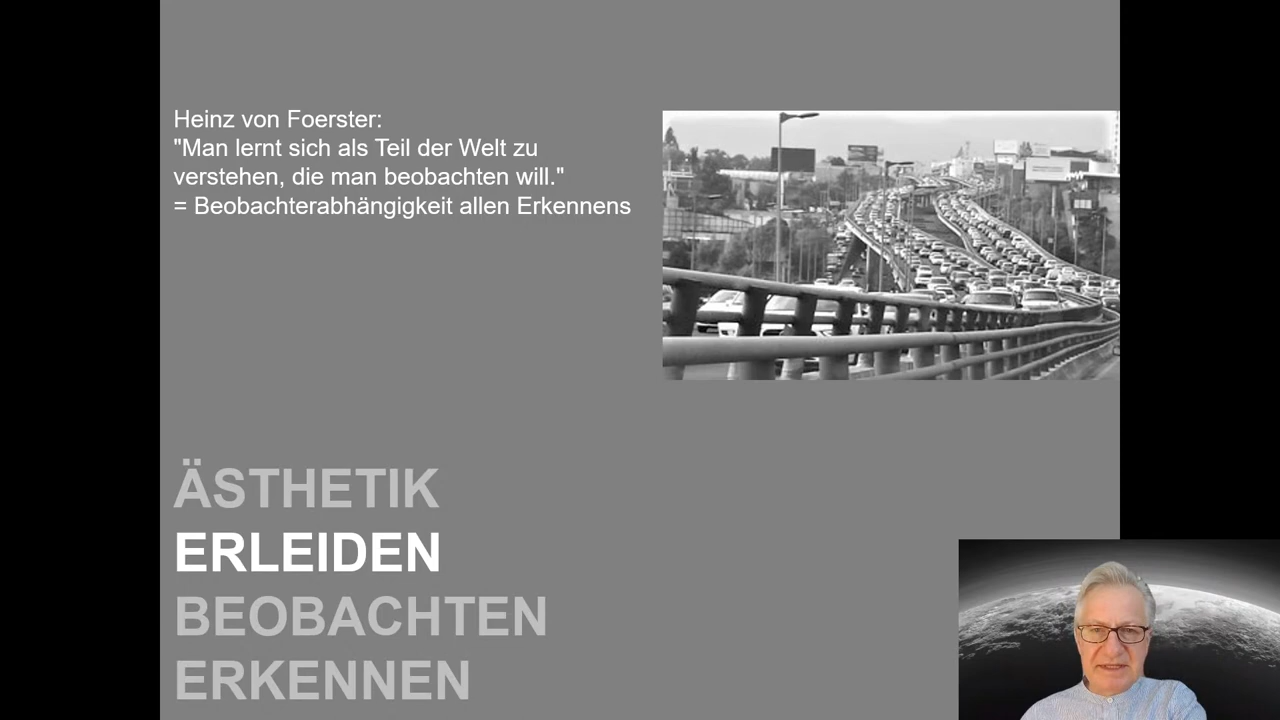 Heinz von Foerster:
"Man lernt sich als Teil der Welt zu
verstehen, die man beobachten will."
= Beobachterabhängigkeit allen Erkennens
ÄSTHETIK
ERLEIDEN
BEOBACHTEN
ERKENNEN